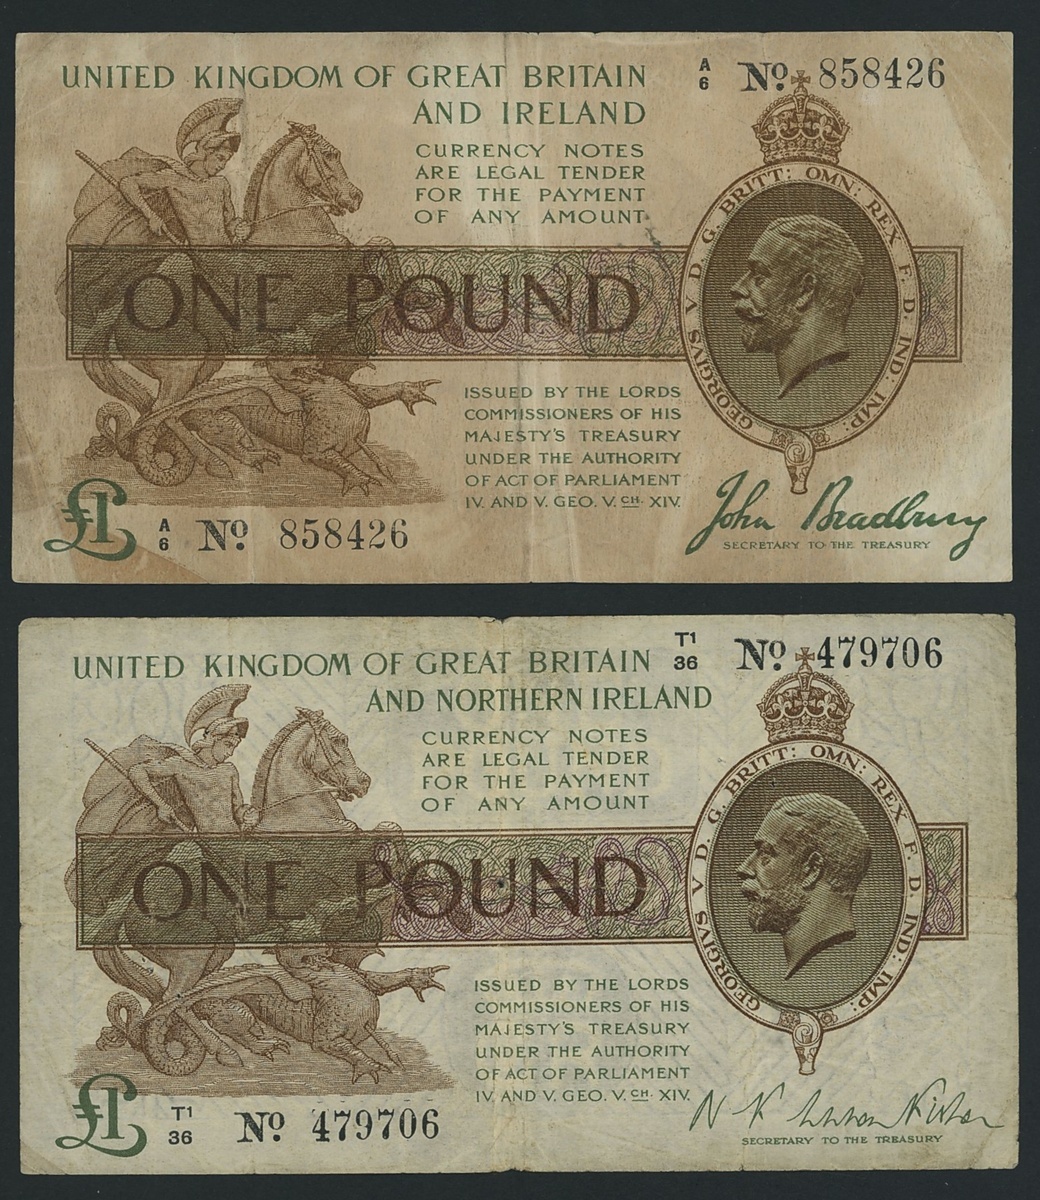 UNITED KINGDOM OF GREAT BRITAIN
AND IRELAND
A
6
Nº 858426
CURRENCY NOTES
ARE LEGAL TENDER
FOR THE PAYMENT
OF ANY AMOUNT
ONE POUND
GEORGIVS V D. G. BRITT: OMN: REX F. D. IND: IMP:
ISSUED BY THE LORDS
COMMISSIONERS OF HIS
MAJESTY'S TREASURY
UNDER THE AUTHORITY
OF ACT OF PARLIAMENT
IV. AND V. GEO. V. CH. XIV.
£1
A
6
Nº 858426
John Bradbury
SECRETARY TO THE TREASURY
UNITED KINGDOM OF GREAT BRITAIN
AND NORTHERN IRELAND
T1
36
Nº 479706
CURRENCY NOTES
ARE LEGAL TENDER
FOR THE PAYMENT
OF ANY AMOUNT
ONE POUND
GEORGIVS V D. G. BRITT: OMN: REX F. D. IND: IMP:
ISSUED BY THE LORDS
COMMISSIONERS OF HIS
MAJESTY'S TREASURY
UNDER THE AUTHORITY
OF ACT OF PARLIAMENT
IV. AND V. GEO. V. CH. XIV.
£1
T1
36
Nº 479706
N F Warren Fisher
SECRETARY TO THE TREASURY